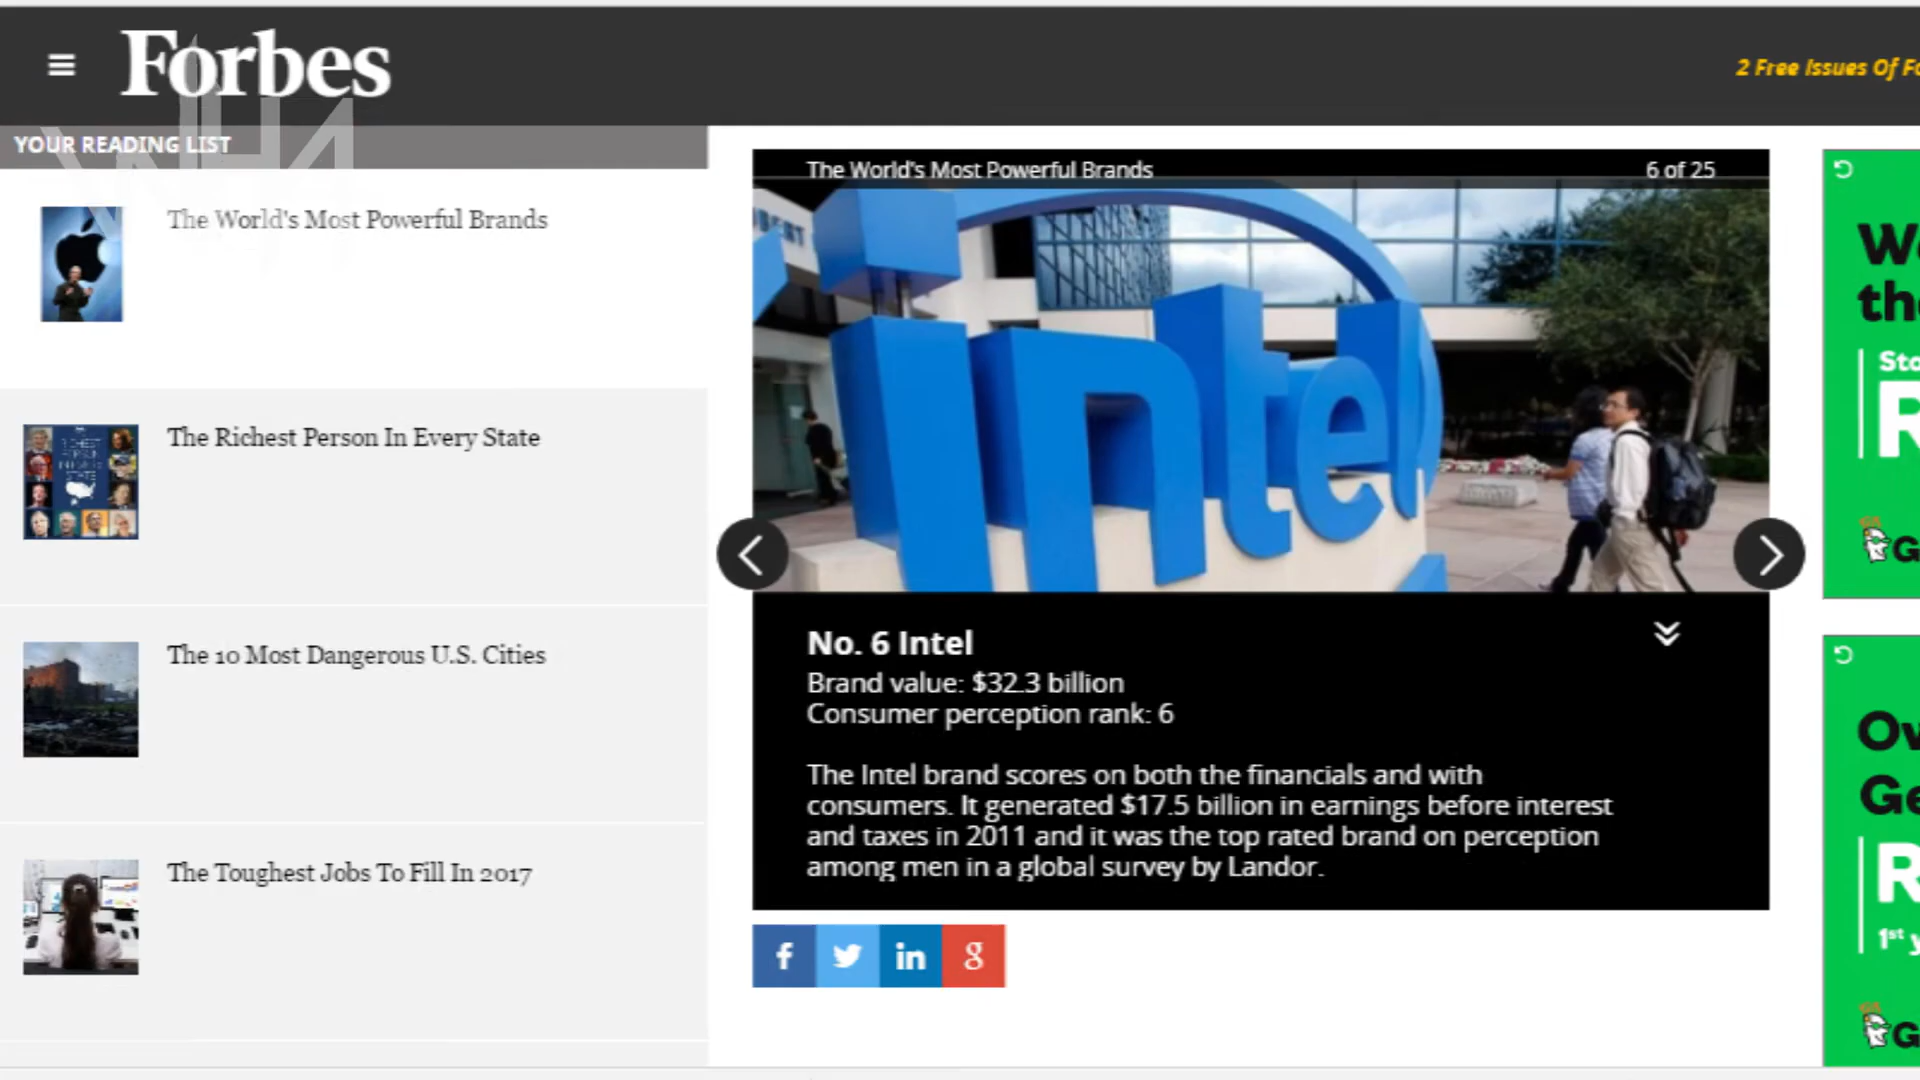 Forbes
2 Free Issues Of
WHA
YOUR READING LIST
The World's Most Powerful Brands
The Richest Person In Every State
The 10 Most Dangerous U.S. Cities
The Toughest Jobs To Fill In 2017
The World's Most Powerful Brands
6 of 25
intel
No. 6 Intel
Brand value: $32.3 billion
Consumer perception rank: 6
The Intel brand scores on both the financials and with
consumers. It generated $17.5 billion in earnings before interest
and taxes in 2011 and it was the top rated brand on perception
among men in a global survey by Landor.
f
in
g
R
G
R
1st y
G